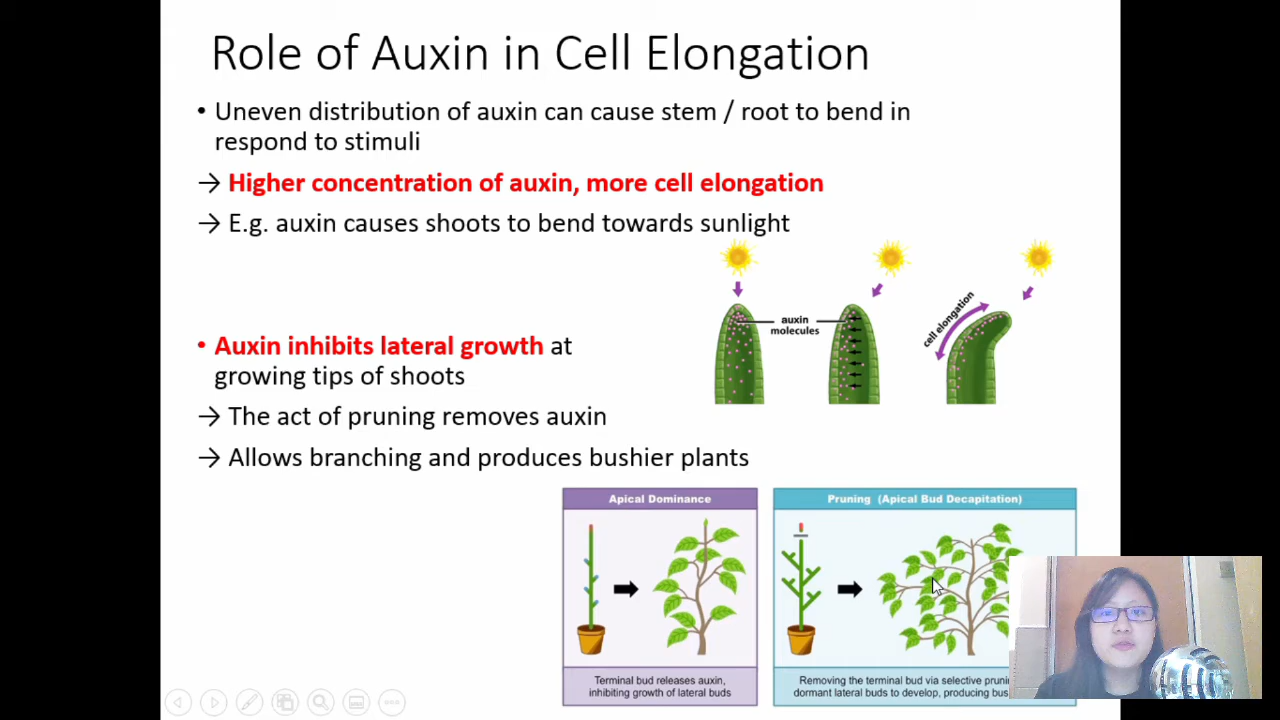 Role of Auxin in Cell Elongation
• Uneven distribution of auxin can cause stem / root to bend in
respond to stimuli
→ Higher concentration of auxin, more cell elongation
→ E.g. auxin causes shoots to bend towards sunlight
auxin
molecules
cell elongation
• Auxin inhibits lateral growth at
growing tips of shoots
→ The act of pruning removes auxin
→ Allows branching and produces bushier plants
Apical Dominance
Terminal bud releases auxin,
inhibiting growth of lateral buds
Pruning (Apical Bud Decapitation)
Removing the terminal bud via selective
dormant lateral buds to develop, producing